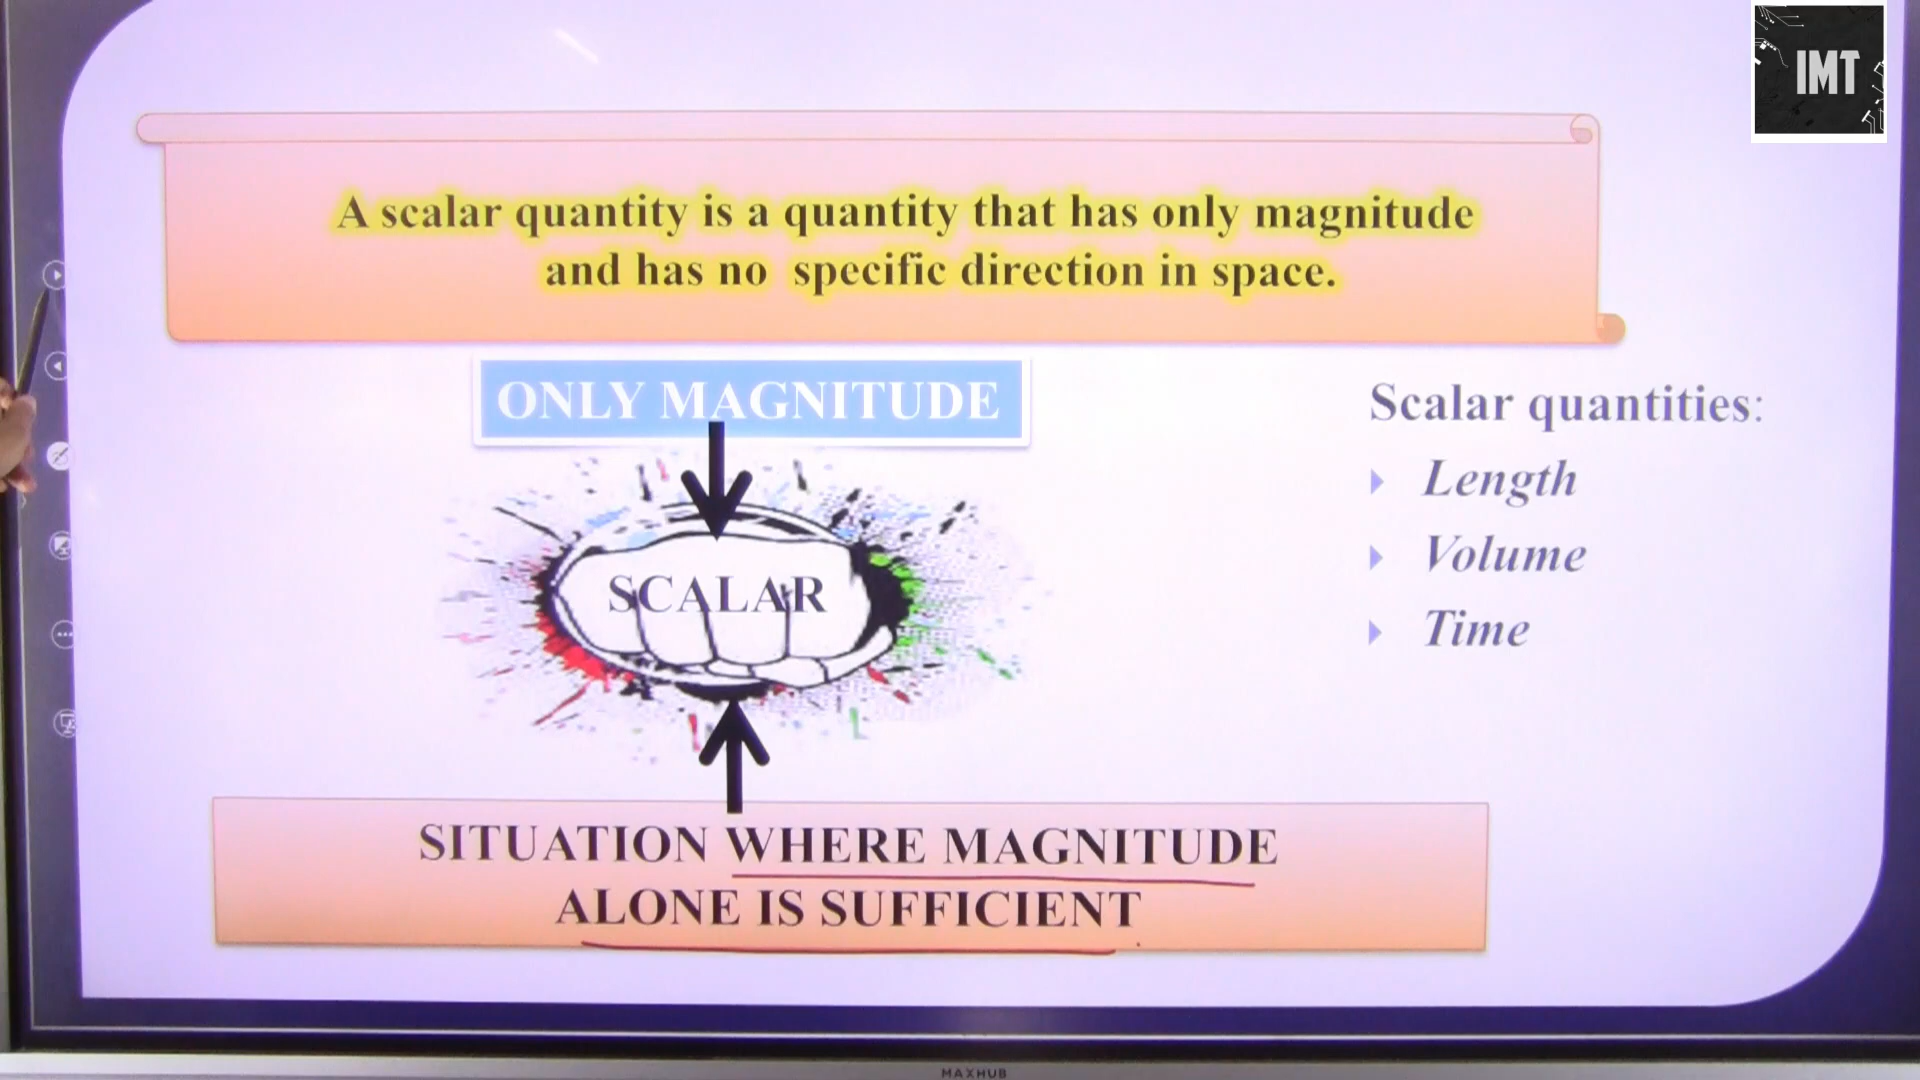 IMT
A scalar quantity is a quantity that has only magnitude
and has no specific direction in space.
ONLY MAGNITUDE
SCALAR
Scalar quantities:
Length
Volume
Time
SITUATION WHERE MAGNITUDE
ALONE IS SUFFICIENT
MAXHUB